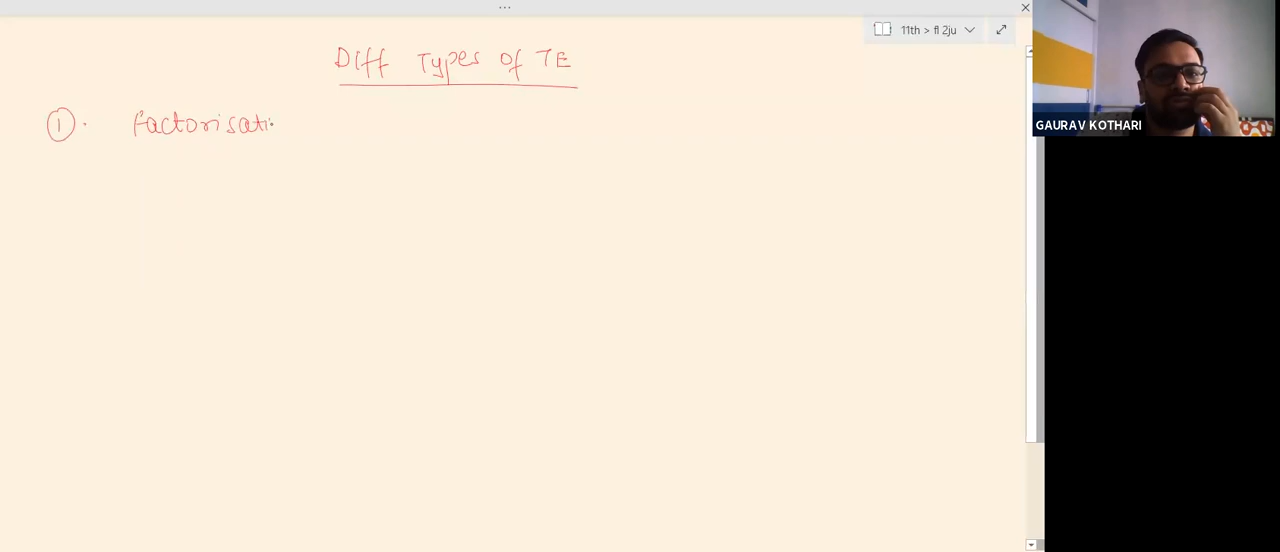 ...
11th > fl 2ju
GAURAV KOTHARI
Diff Types of TE
1. factorisati